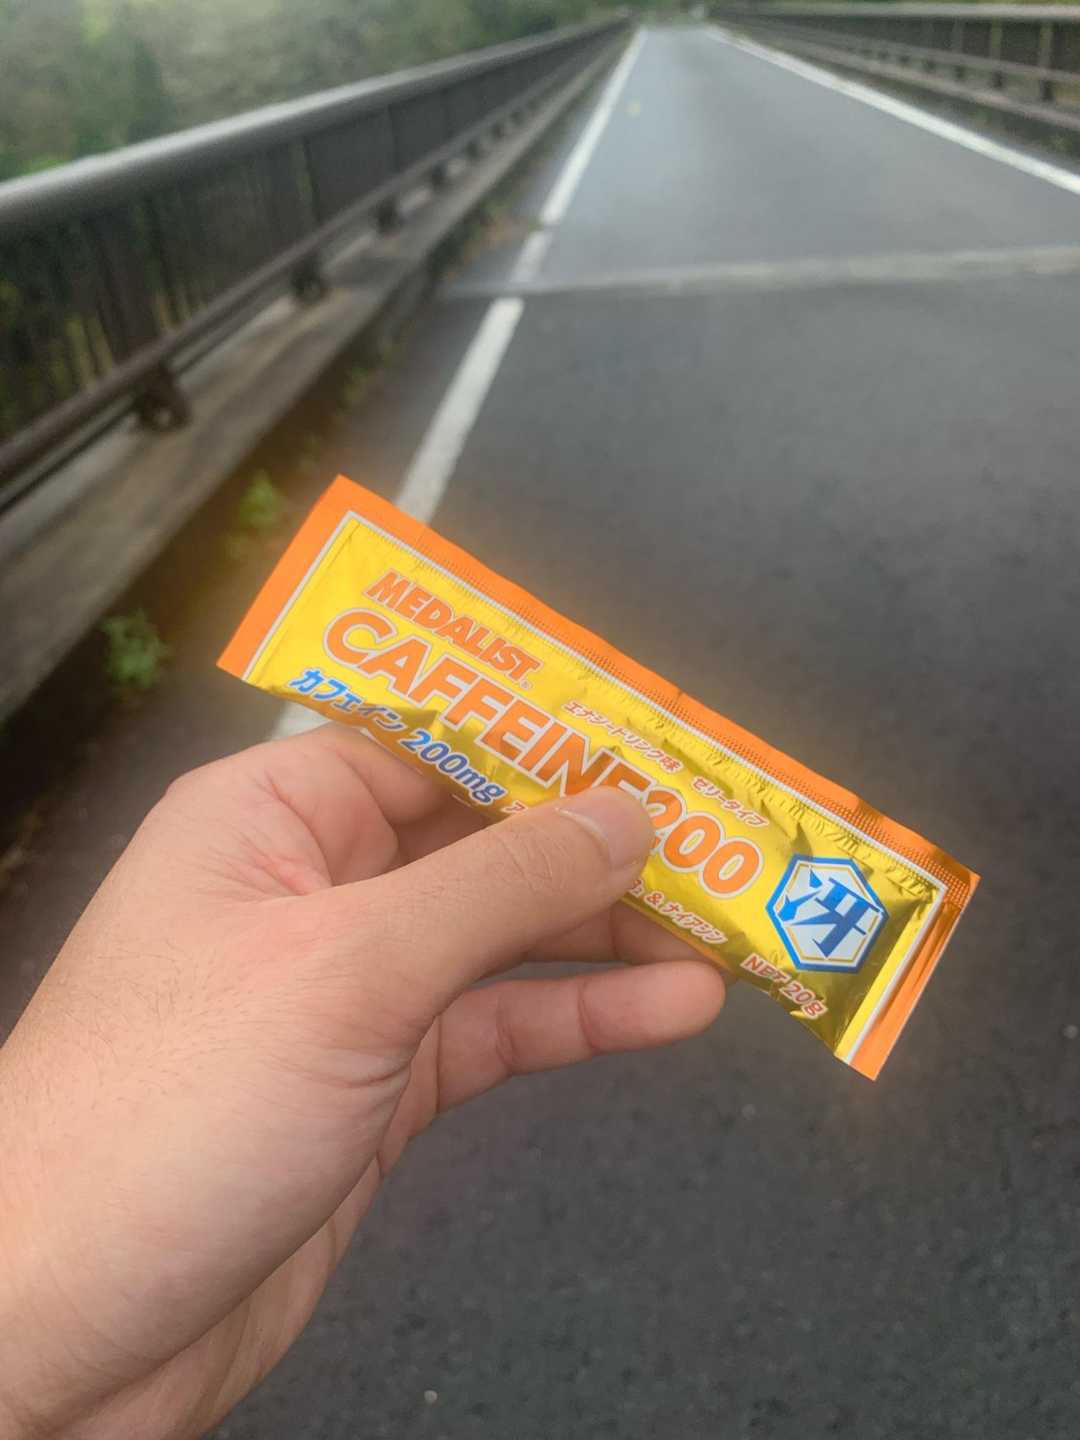 MEDALIST®
CAFFEINE200
エナジードリンク味 ゼリータイプ
カフェイン 200mg
& ナイアシン
NET 20g